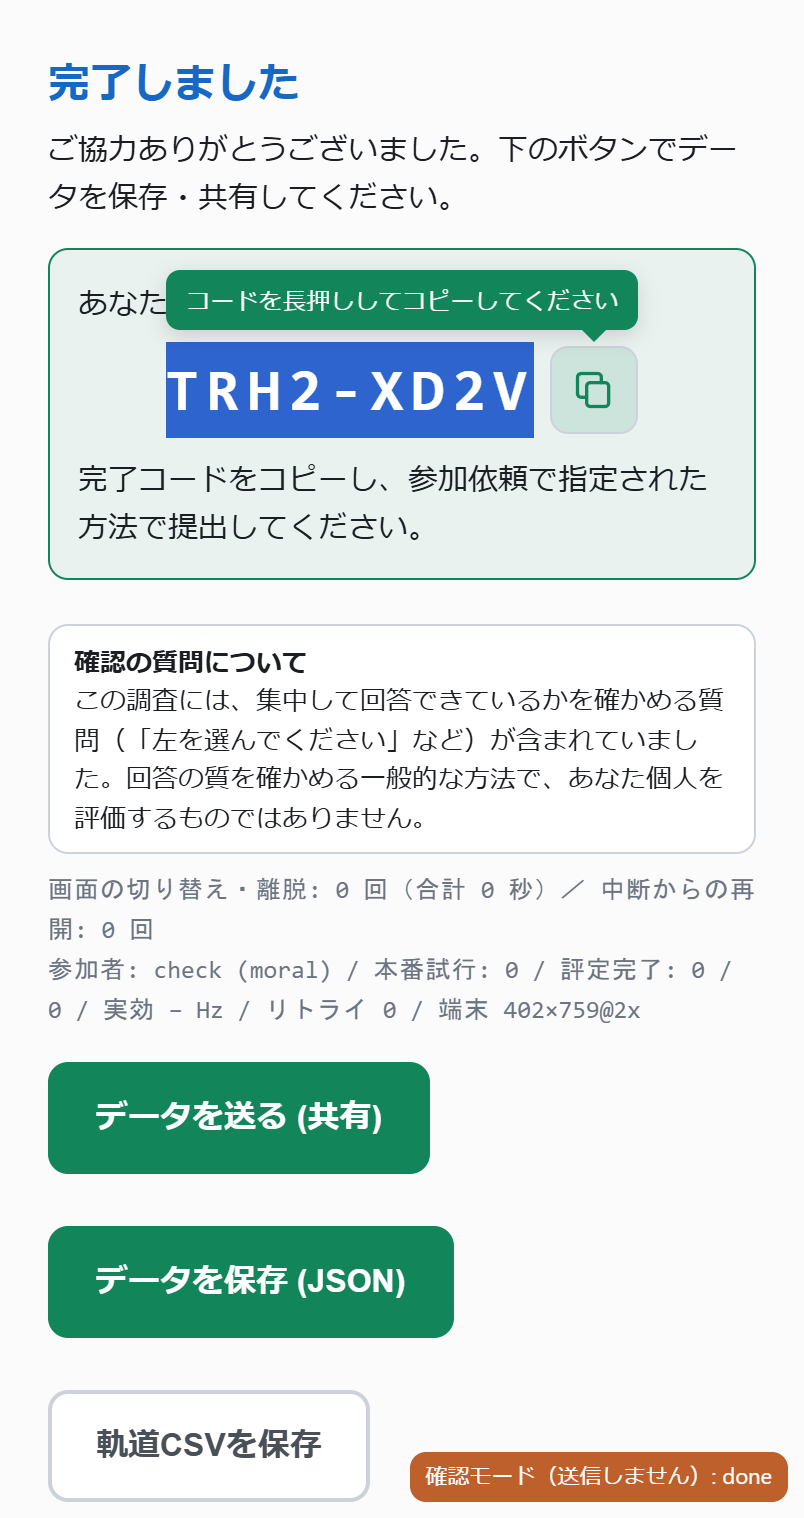 完了しました
ご協力ありがとうございました。下のボタンでデー
タを保存・共有してください。
あなた
コードを長押ししてコピーしてください
TRH2-XD2V
完了コードをコピーし、参加依頼で指定された
方法で提出してください。
確認の質問について
この調査には、集中して回答できているかを確かめる質
問（「左を選んでください」など）が含まれていまし
た。回答の質を確かめる一般的な方法で、あなた個人を
評価するものではありません。
画面の切り替え・離脱: 0 回（合計 0 秒）／ 中断からの再
開: 0 回
参加者: check (moral) / 本番試行: 0 / 評定完了: 0 /
0 / 実効 – Hz / リトライ 0 / 端末 402×759@2x
データを送る (共有)
データを保存 (JSON)
軌道CSVを保存
確認モード（送信しません）: done